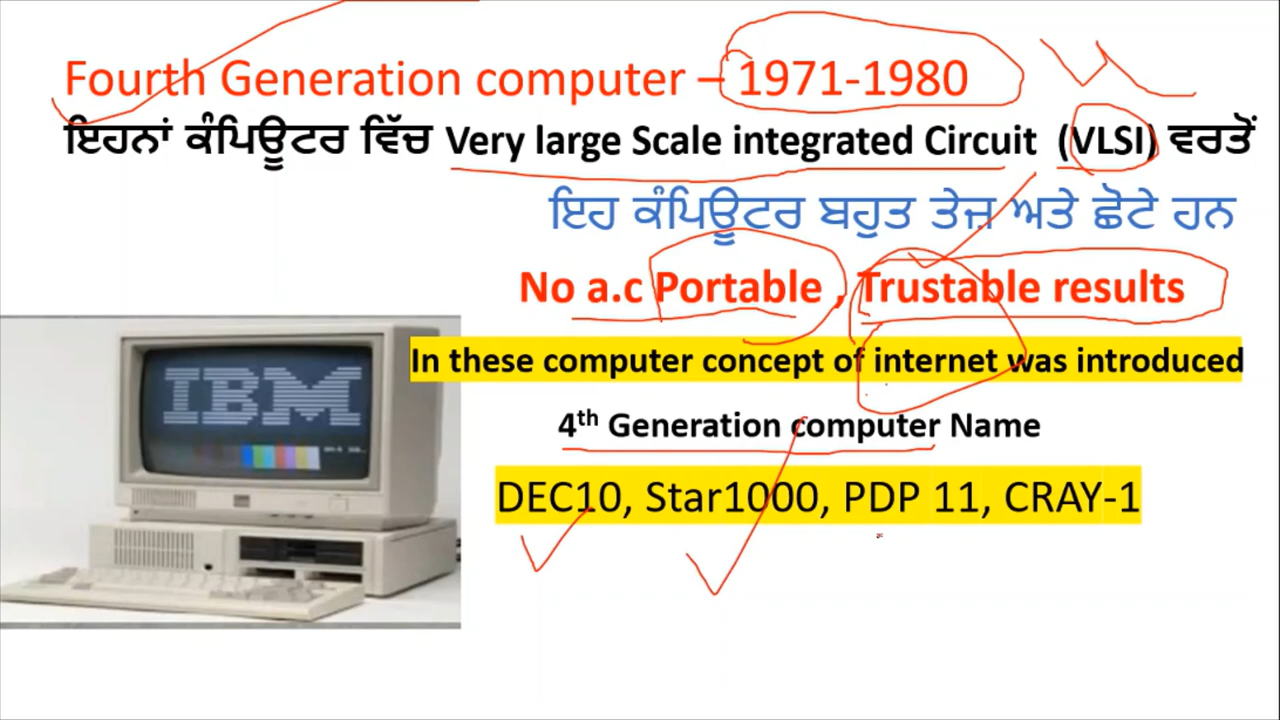 Fourth Generation computer – 1971-1980
ਇਹਨਾਂ ਕੰਪਿਊਟਰ ਵਿੱਚ Very large Scale integrated Circuit (VLSI) ਵਰਤੋਂ
ਇਹ ਕੰਪਿਊਟਰ ਬਹੁਤ ਤੇਜ਼ ਅਤੇ ਛੋਟੇ ਹਨ
No a.c Portable , Trustable results
In these computer concept of internet was introduced
4th Generation computer Name
DEC10, Star1000, PDP 11, CRAY-1
IBM